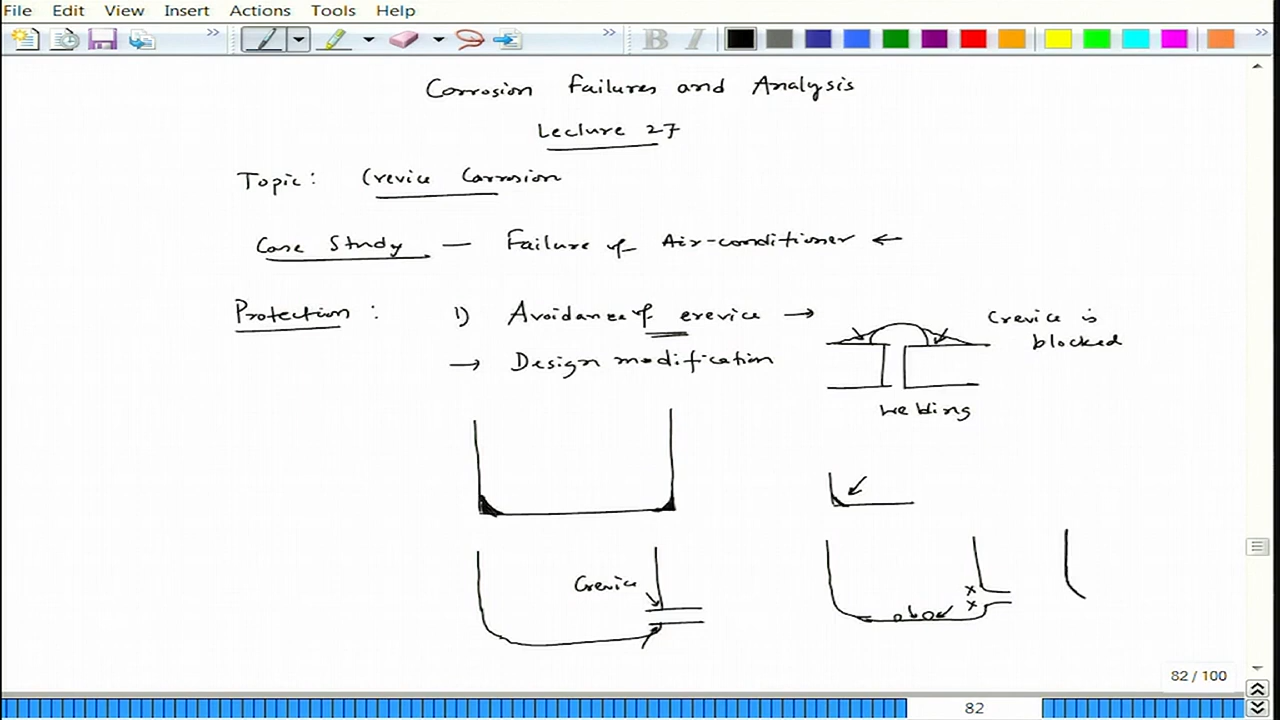 File Edit View Insert Actions Tools Help
Corrosion Failures and Analysis
Leclure 27
Topic: Crevice Corrosion
Case Study — Failure of Air-conditioner ←
Protection : 1) Avoidance of crevice →
Crevice is
blocked
→ Design modification
Welding
Crevice
82 / 100
82